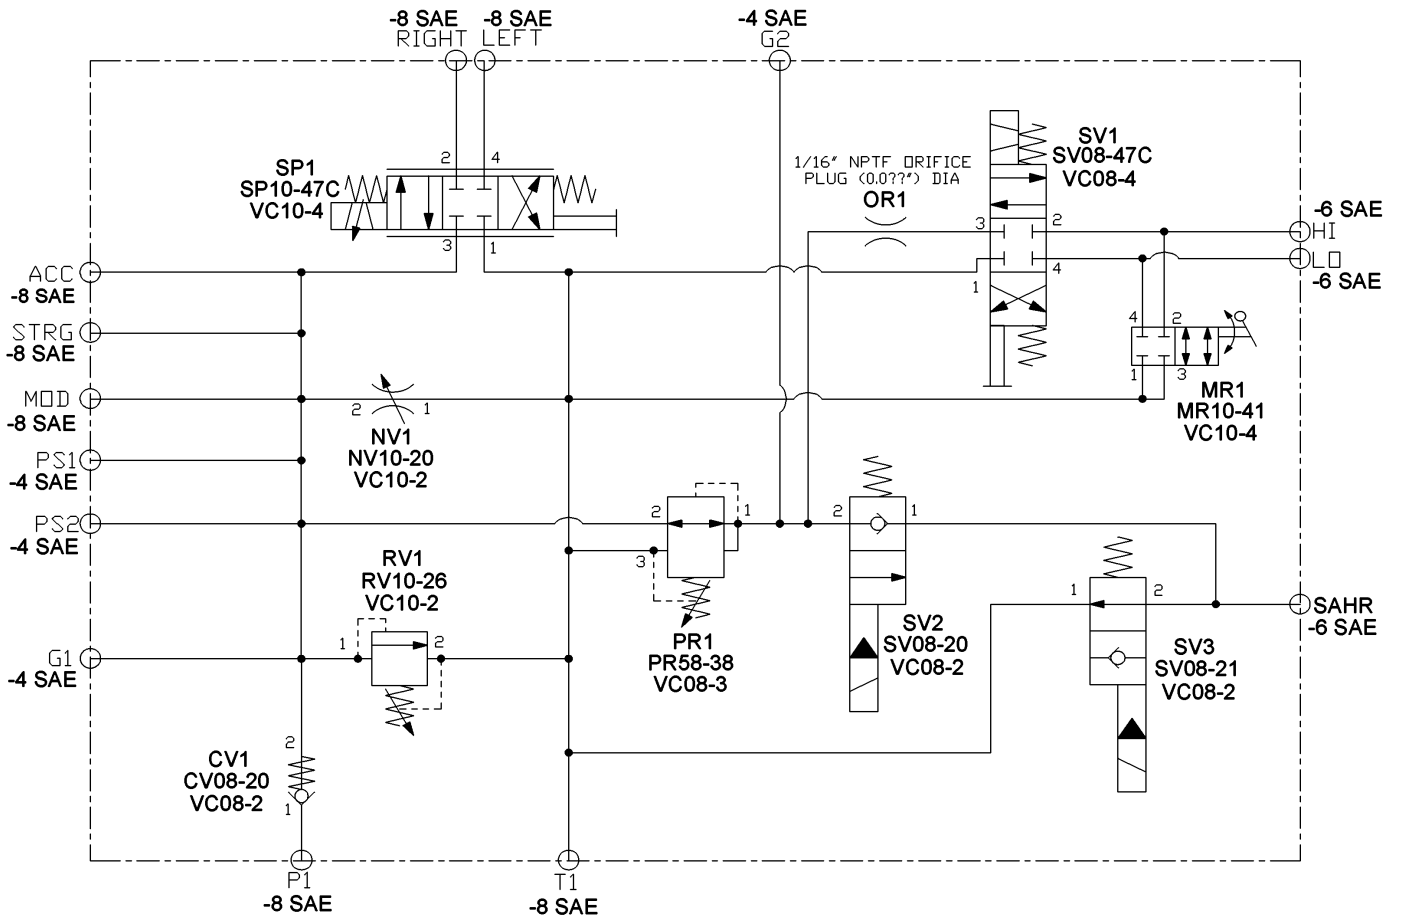 -8 SAE
-8 SAE
-4 SAE
RIGHT
LEFT
G2
2
4
SP1
SP10-47C
VC10-4
3
1
1/16" NPTF ORIFICE
PLUG (0.0??") DIA
OR1
SV1
SV08-47C
VC08-4
3
2
1
4
-6 SAE
HI
LO
-6 SAE
ACC
-8 SAE
STRG
-8 SAE
MOD
-8 SAE
PS1
-4 SAE
PS2
-4 SAE
G1
-4 SAE
2
1
NV1
NV10-20
VC10-2
4
2
1
3
MR1
MR10-41
VC10-4
2
1
3
PR1
PR58-38
VC08-3
2
1
SV2
SV08-20
VC08-2
1
2
SV3
SV08-21
VC08-2
SAHR
-6 SAE
RV1
RV10-26
VC10-2
1
2
2
CV1
CV08-20
VC08-2
1
P1
-8 SAE
T1
-8 SAE